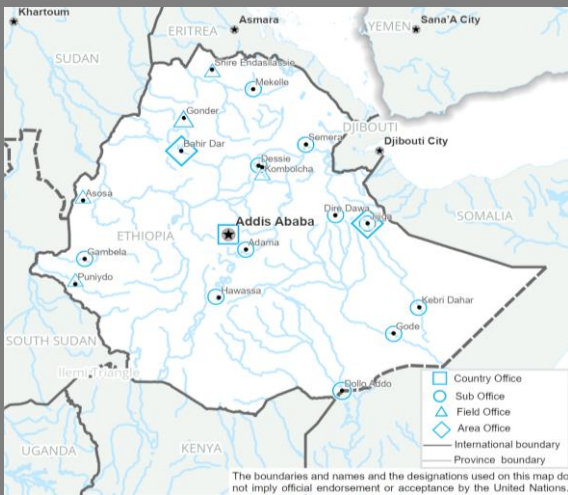 Khartoum
Asmara
YEMEN
Sana'A City
SUDAN
ERITREA
Shire Endasilassie
Mekelle
Gonder
Semera
DJIBOUTI
Bahir Dar
Djibouti City
Dessie
Kombolcha
Asosa
Dire Dawa
Jijiga
SOMALIA
Addis Ababa
ETHIOPIA
Adama
Gambela
Puniydo
Hawassa
Kebri Dahar
Gode
SOUTH SUDAN
Ilemi Triangle
Dollo Addo
Country Office
Sub Office
Field Office
Area Office
International boundary
Province boundary
UGANDA
KENYA
The boundaries and names and the designations used on this map do
not imply official endorsement or acceptance by the United Nations.